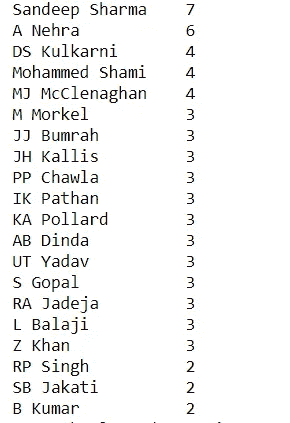 Sandeep Sharma 7
A Nehra 6
DS Kulkarni 4
Mohammed Shami 4
MJ McClenaghan 4
M Morkel 3
JJ Bumrah 3
JH Kallis 3
PP Chawla 3
IK Pathan 3
KA Pollard 3
AB Dinda 3
UT Yadav 3
S Gopal 3
RA Jadeja 3
L Balaji 3
Z Khan 3
RP Singh 2
SB Jakati 2
B Kumar 2